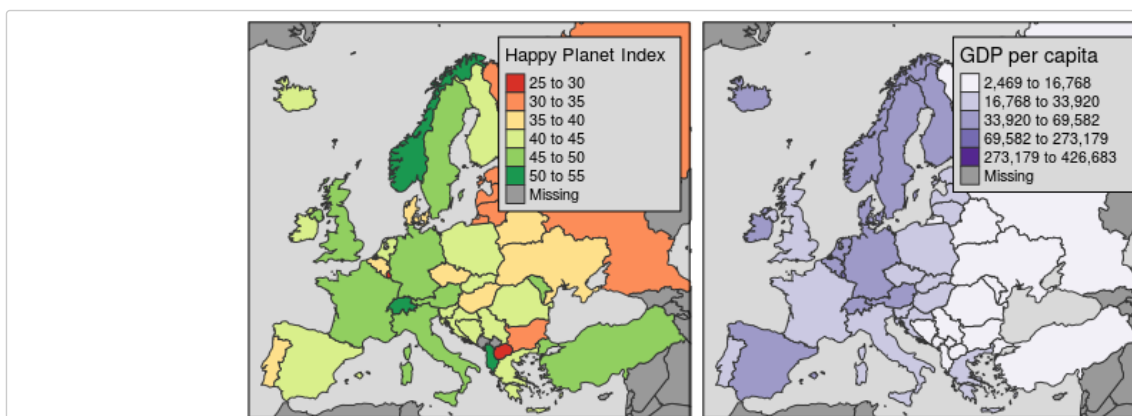 Happy Planet Index
25 to 30
30 to 35
35 to 40
40 to 45
45 to 50
50 to 55
Missing
GDP per capita
2,469 to 16,768
16,768 to 33,920
33,920 to 69,582
69,582 to 273,179
273,179 to 426,683
Missing